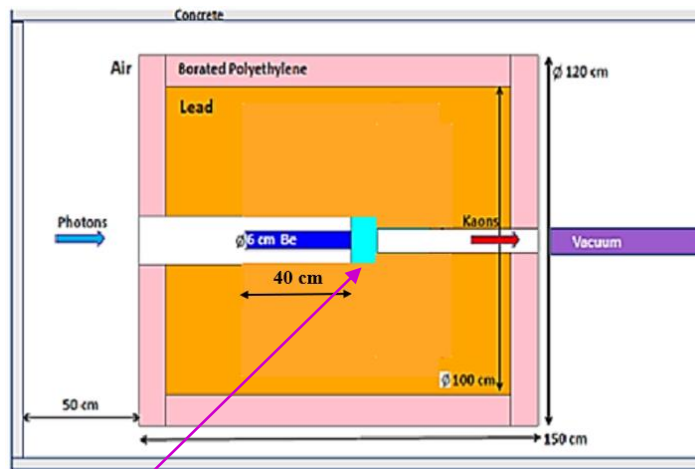 Concrete
Air
Borated Polyethylene
Ø 120 cm
Lead
Photons
Kaons
Ø6 cm Be
Vacuum
40 cm
Ø 100 cm
50 cm
150 cm